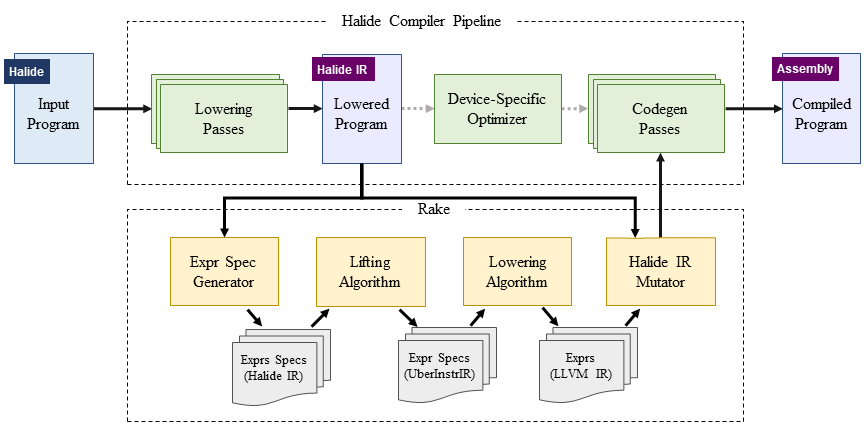 Halide Compiler Pipeline
Halide
Input
Program
Lowering
Passes
Halide IR
Lowered
Program
Device-Specific
Optimizer
Codegen
Passes
Assembly
Compiled
Program
Rake
Expr Spec
Generator
Lifting
Algorithm
Lowering
Algorithm
Halide IR
Mutator
Exprs Specs
(Halide IR)
Expr Specs
(UberInstrIR)
Exprs
(LLVM IR)